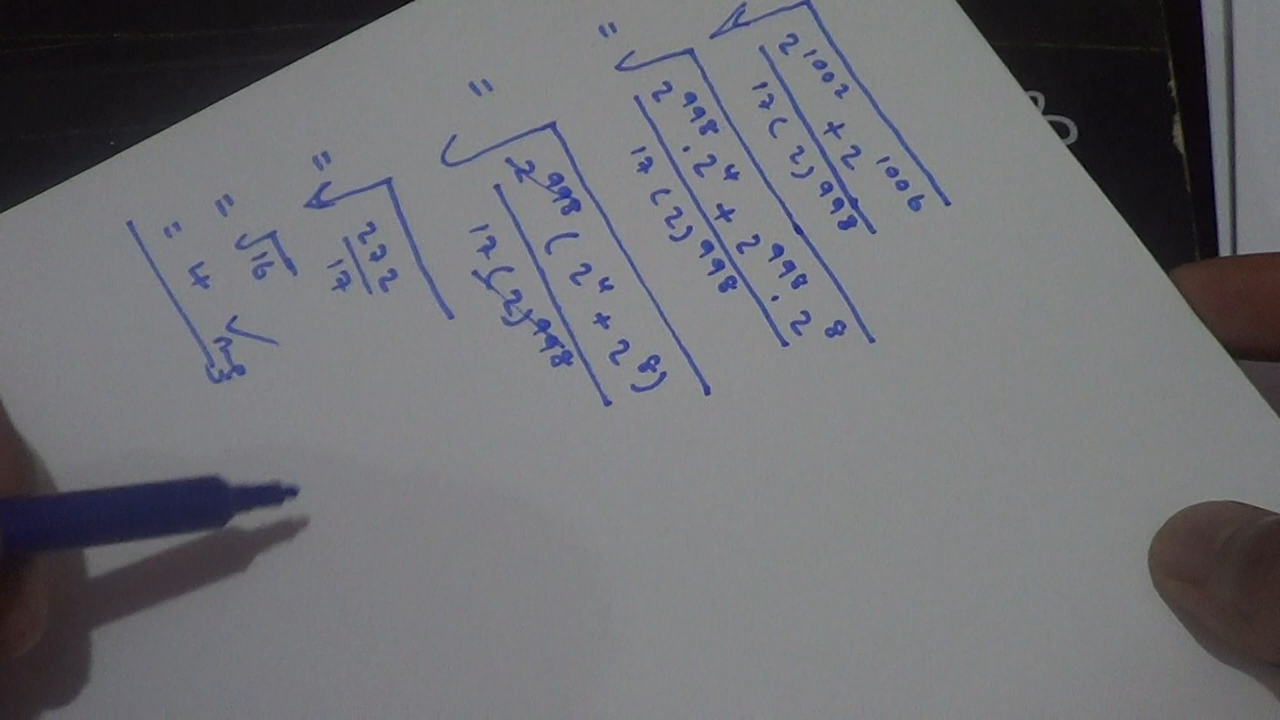 √((2^1002 + 2^1006) / (17(2)^998))
= √((2^998 . 2^4 + 2^998 . 2^8) / (17(2)^998))
= √((2^998 (2^4 + 2^8)) / (17(2)^998))
= √(272 / 17)
= √16
= 4 ✓